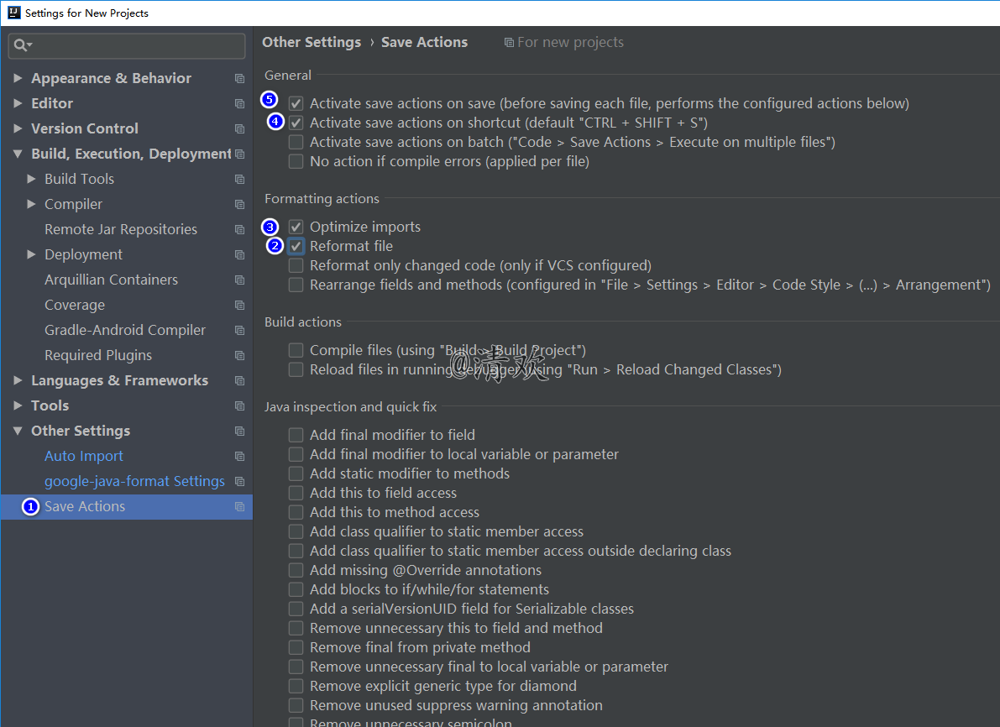 Settings for New Projects
Appearance & Behavior
Editor
Version Control
Build, Execution, Deployment
Build Tools
Compiler
Remote Jar Repositories
Deployment
Arquillian Containers
Coverage
Gradle-Android Compiler
Required Plugins
Languages & Frameworks
Tools
Other Settings
Auto Import
google-java-format Settings
1 Save Actions
Other Settings › Save Actions For new projects
General
5 Activate save actions on save (before saving each file, performs the configured actions below)
4 Activate save actions on shortcut (default "CTRL + SHIFT + S")
Activate save actions on batch ("Code > Save Actions > Execute on multiple files")
No action if compile errors (applied per file)
Formatting actions
3 Optimize imports
2 Reformat file
Reformat only changed code (only if VCS configured)
Rearrange fields and methods (configured in "File > Settings > Editor > Code Style > (...) > Arrangement")
Build actions
Compile files (using "Build > Build Project")
Reload files in running debugger (using "Run > Reload Changed Classes")
@清欢
Java inspection and quick fix
Add final modifier to field
Add final modifier to local variable or parameter
Add static modifier to methods
Add this to field access
Add this to method access
Add class qualifier to static member access
Add class qualifier to static member access outside declaring class
Add missing @Override annotations
Add blocks to if/while/for statements
Add a serialVersionUID field for Serializable classes
Remove unnecessary this to field and method
Remove final from private method
Remove unnecessary final to local variable or parameter
Remove explicit generic type for diamond
Remove unused suppress warning annotation
Remove unnecessary semicolon